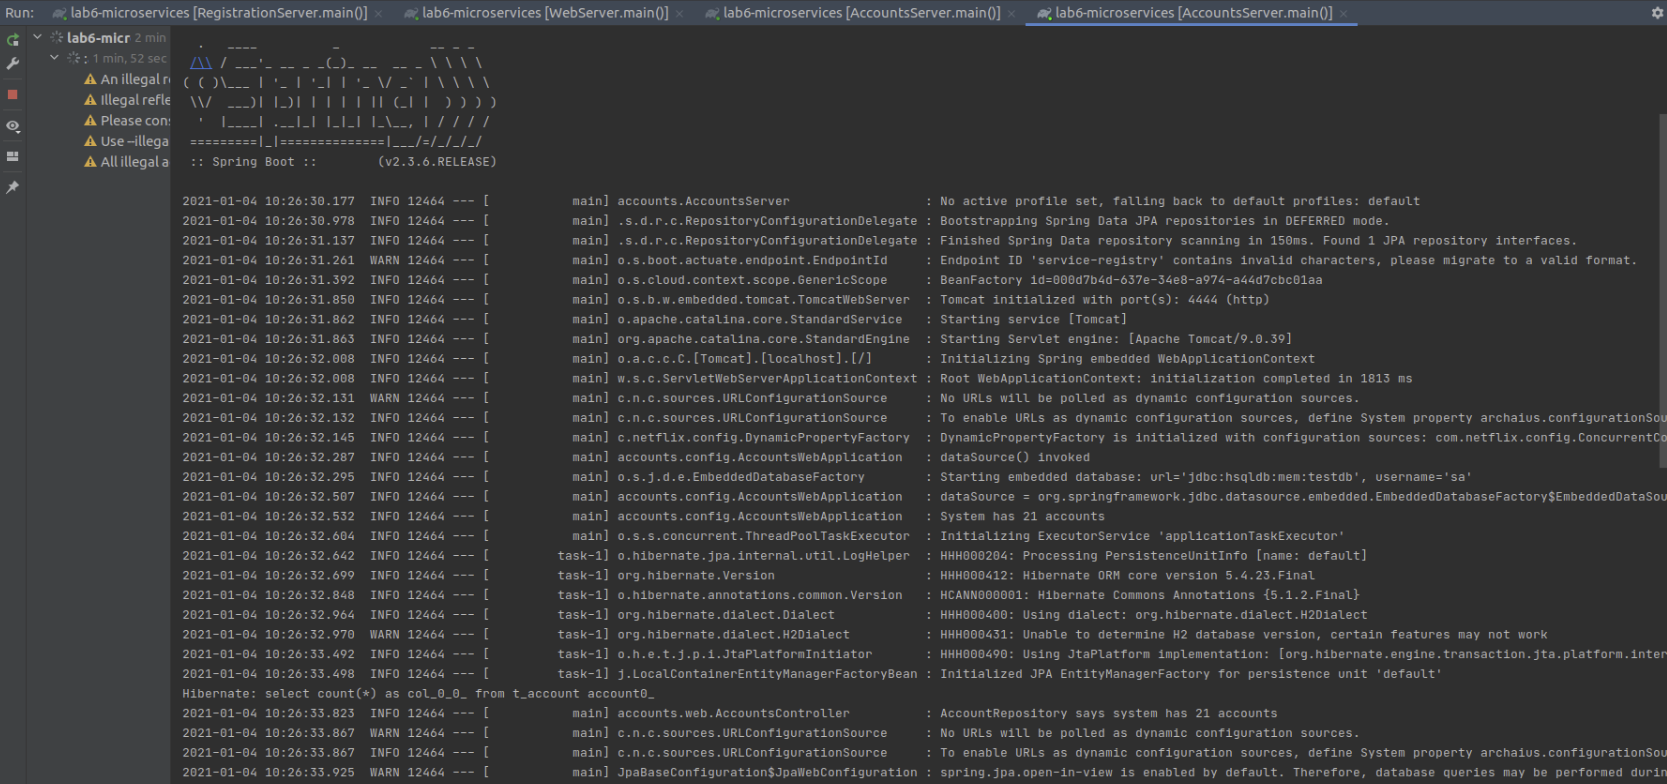 Run: lab6-microservices [RegistrationServer.main()] × lab6-microservices [WebServer.main()] × lab6-microservices [AccountsServer.main()] × lab6-microservices [AccountsServer.main()] ×
lab6-micr 2 min
: 1 min, 52 sec
An illegal re
Illegal refle
Please cons
Use --illega
All illegal a
:: Spring Boot ::        (v2.3.6.RELEASE)
2021-01-04 10:26:30.177  INFO 12464 --- [           main] accounts.AccountsServer                  : No active profile set, falling back to default profiles: default
2021-01-04 10:26:30.978  INFO 12464 --- [           main] .s.d.r.c.RepositoryConfigurationDelegate : Bootstrapping Spring Data JPA repositories in DEFERRED mode.
2021-01-04 10:26:31.137  INFO 12464 --- [           main] .s.d.r.c.RepositoryConfigurationDelegate : Finished Spring Data repository scanning in 150ms. Found 1 JPA repository interfaces.
2021-01-04 10:26:31.261  WARN 12464 --- [           main] o.s.boot.actuate.endpoint.EndpointId     : Endpoint ID 'service-registry' contains invalid characters, please migrate to a valid format.
2021-01-04 10:26:31.392  INFO 12464 --- [           main] o.s.cloud.context.scope.GenericScope     : BeanFactory id=000d7b4d-637e-34e8-a974-a44d7cbc01aa
2021-01-04 10:26:31.850  INFO 12464 --- [           main] o.s.b.w.embedded.tomcat.TomcatWebServer  : Tomcat initialized with port(s): 4444 (http)
2021-01-04 10:26:31.862  INFO 12464 --- [           main] o.apache.catalina.core.StandardService   : Starting service [Tomcat]
2021-01-04 10:26:31.863  INFO 12464 --- [           main] org.apache.catalina.core.StandardEngine  : Starting Servlet engine: [Apache Tomcat/9.0.39]
2021-01-04 10:26:32.008  INFO 12464 --- [           main] o.a.c.c.C.[Tomcat].[localhost].[/]       : Initializing Spring embedded WebApplicationContext
2021-01-04 10:26:32.008  INFO 12464 --- [           main] w.s.c.ServletWebServerApplicationContext : Root WebApplicationContext: initialization completed in 1813 ms
2021-01-04 10:26:32.131  WARN 12464 --- [           main] c.n.c.sources.URLConfigurationSource     : No URLs will be polled as dynamic configuration sources.
2021-01-04 10:26:32.132  INFO 12464 --- [           main] c.n.c.sources.URLConfigurationSource     : To enable URLs as dynamic configuration sources, define System property archaius.configurationSou
2021-01-04 10:26:32.145  INFO 12464 --- [           main] c.netflix.config.DynamicPropertyFactory  : DynamicPropertyFactory is initialized with configuration sources: com.netflix.config.ConcurrentCo
2021-01-04 10:26:32.287  INFO 12464 --- [           main] accounts.config.AccountsWebApplication   : dataSource() invoked
2021-01-04 10:26:32.295  INFO 12464 --- [           main] o.s.j.d.e.EmbeddedDatabaseFactory        : Starting embedded database: url='jdbc:hsqldb:mem:testdb', username='sa'
2021-01-04 10:26:32.507  INFO 12464 --- [           main] accounts.config.AccountsWebApplication   : dataSource = org.springframework.jdbc.datasource.embedded.EmbeddedDatabaseFactory$EmbeddedDataSou
2021-01-04 10:26:32.532  INFO 12464 --- [           main] accounts.config.AccountsWebApplication   : System has 21 accounts
2021-01-04 10:26:32.604  INFO 12464 --- [           main] o.s.s.concurrent.ThreadPoolTaskExecutor  : Initializing ExecutorService 'applicationTaskExecutor'
2021-01-04 10:26:32.642  INFO 12464 --- [         task-1] o.hibernate.jpa.internal.util.LogHelper  : HHH000204: Processing PersistenceUnitInfo [name: default]
2021-01-04 10:26:32.699  INFO 12464 --- [         task-1] org.hibernate.Version                    : HHH000412: Hibernate ORM core version 5.4.23.Final
2021-01-04 10:26:32.848  INFO 12464 --- [         task-1] o.hibernate.annotations.common.Version   : HCANN000001: Hibernate Commons Annotations {5.1.2.Final}
2021-01-04 10:26:32.964  INFO 12464 --- [         task-1] org.hibernate.dialect.Dialect            : HHH000400: Using dialect: org.hibernate.dialect.H2Dialect
2021-01-04 10:26:32.970  WARN 12464 --- [         task-1] org.hibernate.dialect.H2Dialect          : HHH000431: Unable to determine H2 database version, certain features may not work
2021-01-04 10:26:33.492  INFO 12464 --- [         task-1] o.h.e.t.j.p.i.JtaPlatformInitiator       : HHH000490: Using JtaPlatform implementation: [org.hibernate.engine.transaction.jta.platform.inter
2021-01-04 10:26:33.498  INFO 12464 --- [         task-1] j.LocalContainerEntityManagerFactoryBean : Initialized JPA EntityManagerFactory for persistence unit 'default'
Hibernate: select count(*) as col_0_0_ from t_account account0_
2021-01-04 10:26:33.823  INFO 12464 --- [           main] accounts.web.AccountsController          : AccountRepository says system has 21 accounts
2021-01-04 10:26:33.867  WARN 12464 --- [           main] c.n.c.sources.URLConfigurationSource     : No URLs will be polled as dynamic configuration sources.
2021-01-04 10:26:33.867  INFO 12464 --- [           main] c.n.c.sources.URLConfigurationSource     : To enable URLs as dynamic configuration sources, define System property archaius.configurationSou
2021-01-04 10:26:33.925  WARN 12464 --- [           main] JpaBaseConfiguration$JpaWebConfiguration : spring.jpa.open-in-view is enabled by default. Therefore, database queries may be performed durin